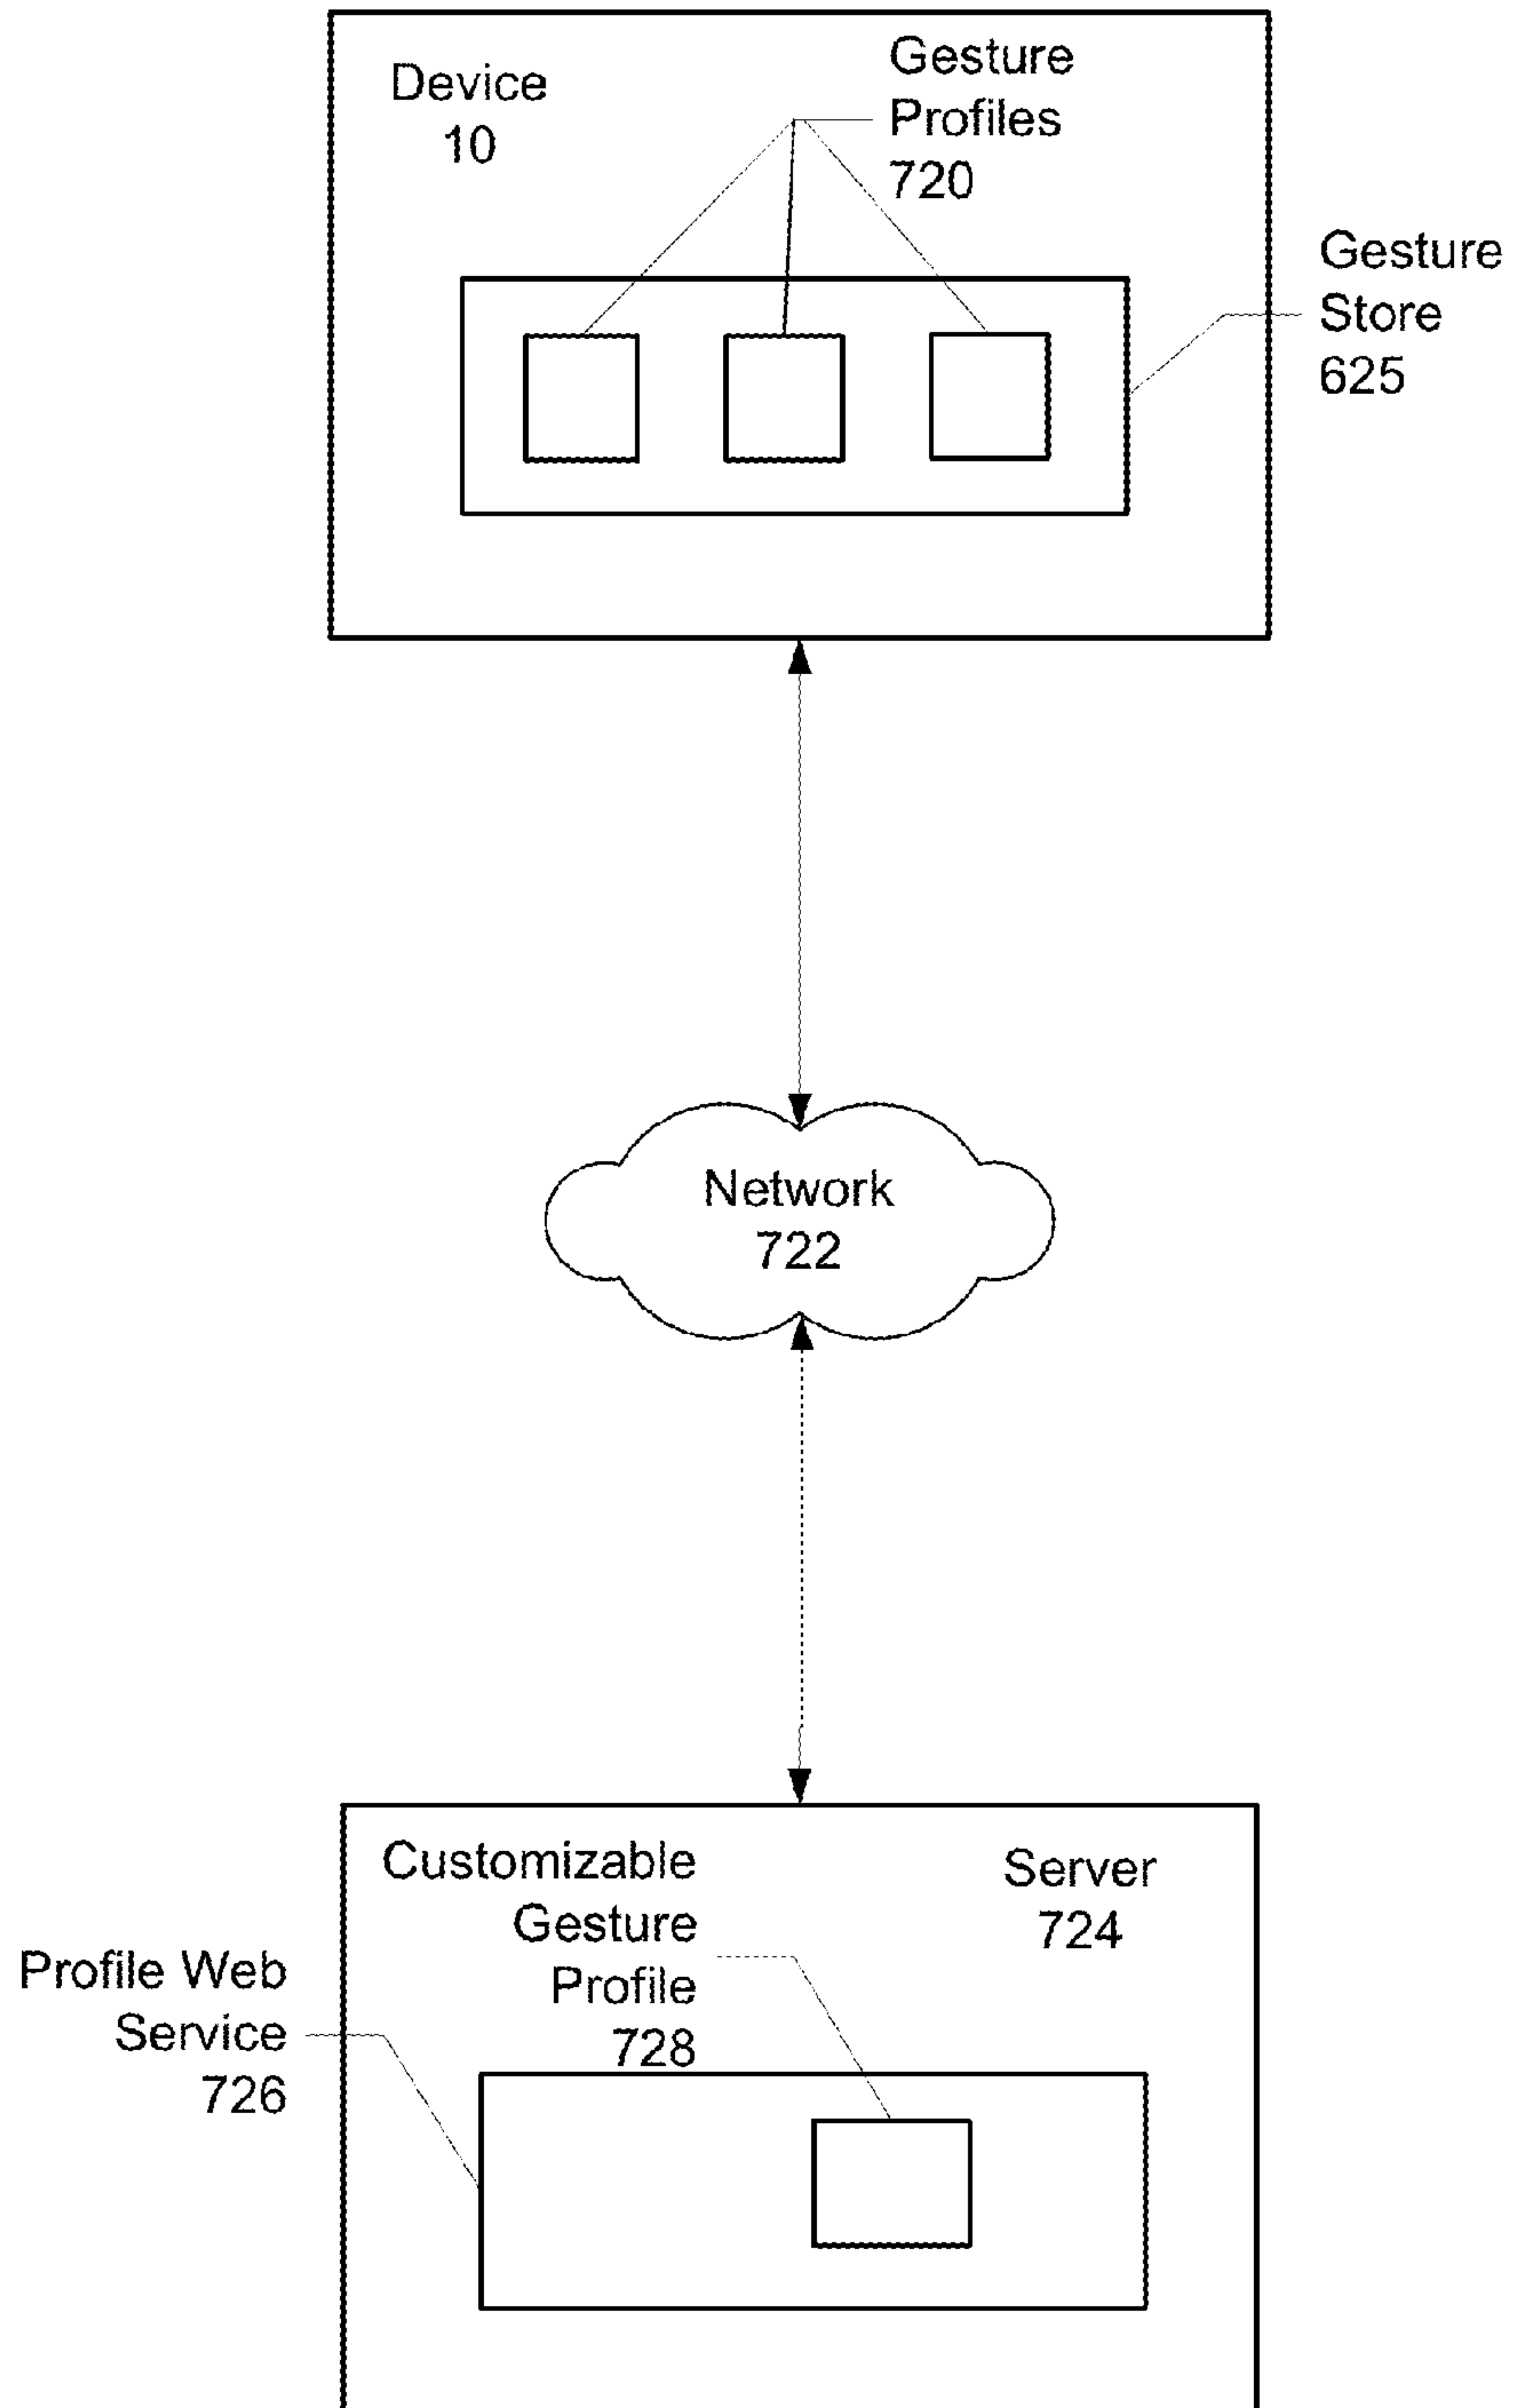 Device
10
Gesture
Profiles
720
Gesture
Store
625
Network
722
Customizable
Gesture
Profile
728
Server
724
Profile Web
Service
726